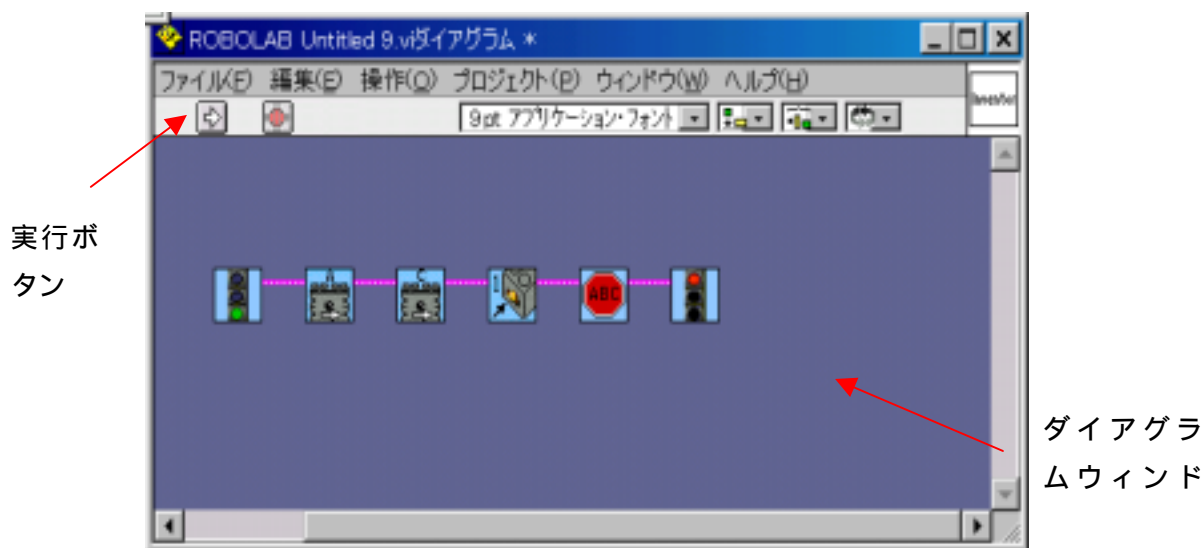 ROBOLAB Untitled 9.viダイアグラム *
ファイル(F) 編集(E) 操作(O) プロジェクト(P) ウィンドウ(W) ヘルプ(H)
9pt アプリケーション・フォント
実行ボ
タン
A
C
1
ABC
ダイアグラ
ムウィンド